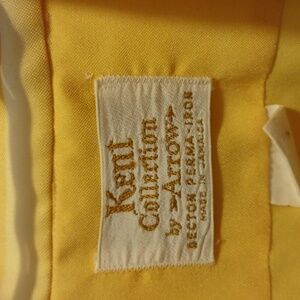 Kent
Collection
by Arrow
DECTON PERMA-IRON
MADE IN JAMAICA